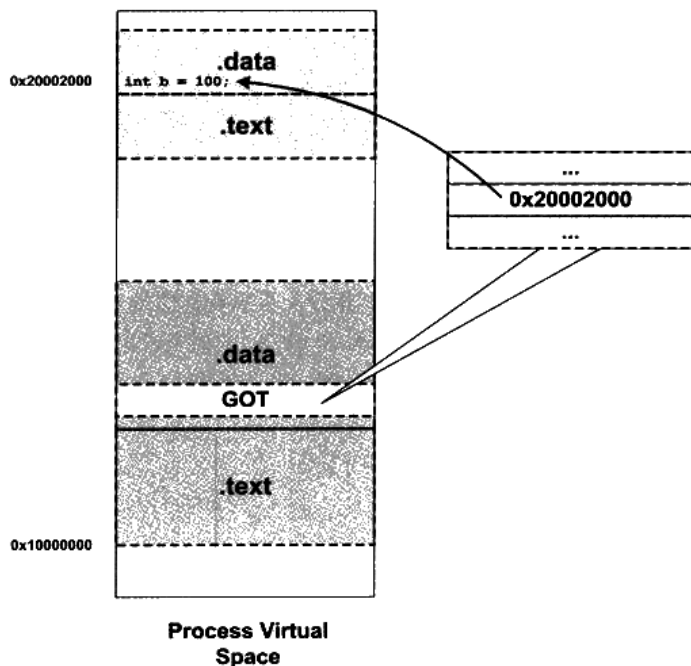 .data
0x20002000
int b = 100;
.text
...
0x20002000
...
.data
GOT
.text
0x10000000
Process Virtual
Space